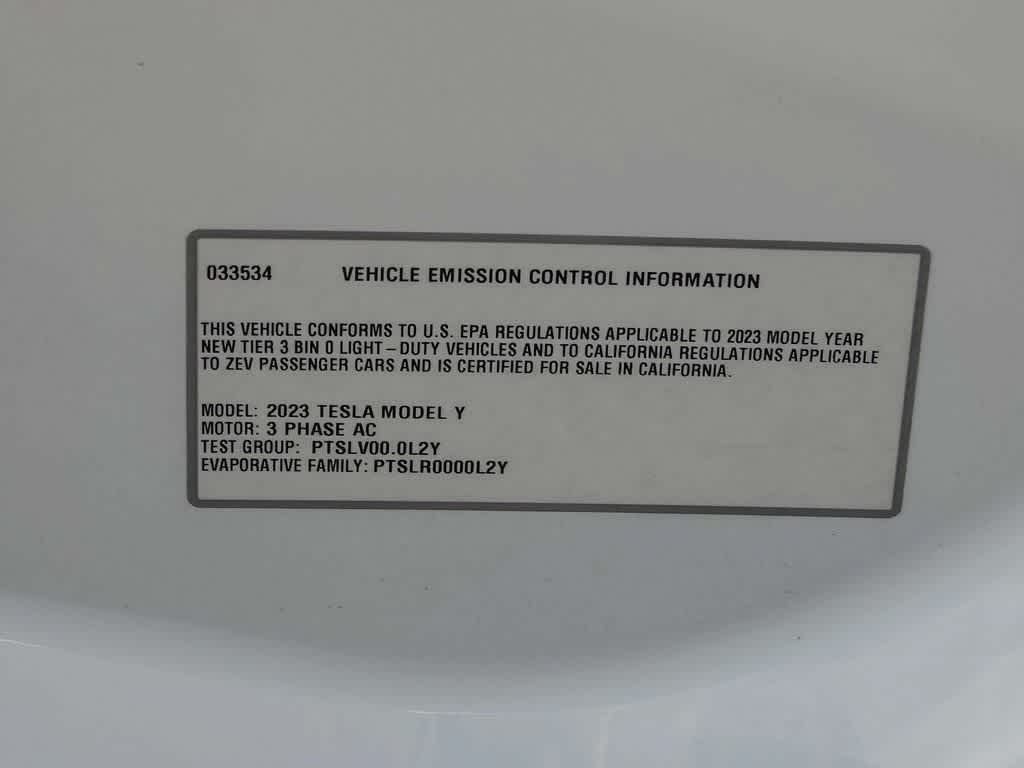 033534 VEHICLE EMISSION CONTROL INFORMATION
THIS VEHICLE CONFORMS TO U.S. EPA REGULATIONS APPLICABLE TO 2023 MODEL YEAR
NEW TIER 3 BIN 0 LIGHT – DUTY VEHICLES AND TO CALIFORNIA REGULATIONS APPLICABLE
TO ZEV PASSENGER CARS AND IS CERTIFIED FOR SALE IN CALIFORNIA.
MODEL: 2023 TESLA MODEL Y
MOTOR: 3 PHASE AC
TEST GROUP: PTSLV00.0L2Y
EVAPORATIVE FAMILY: PTSLR0000L2Y